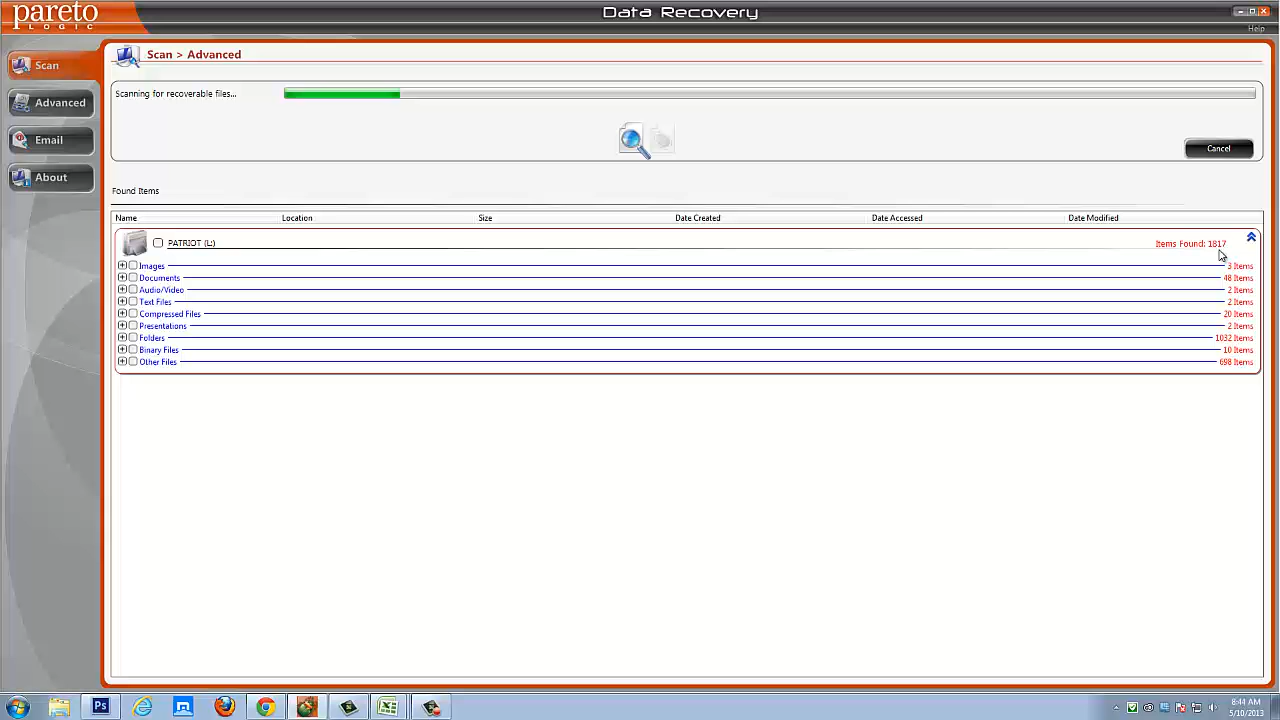 pareto
LOGIC
Data Recovery
Help
Scan
Scan > Advanced
Advanced
Scanning for recoverable files...
Email
Cancel
About
Found Items
Name Location Size Date Created Date Accessed Date Modified
PATRIOT (L:) Items Found: 1817
Images 3 Items
Documents 48 Items
Audio/Video 2 Items
Text Files 2 Items
Compressed Files 20 Items
Presentations 2 Items
Folders 1032 Items
Binary Files 10 Items
Other Files 698 Items
Ps
8:44 AM
5/10/2013